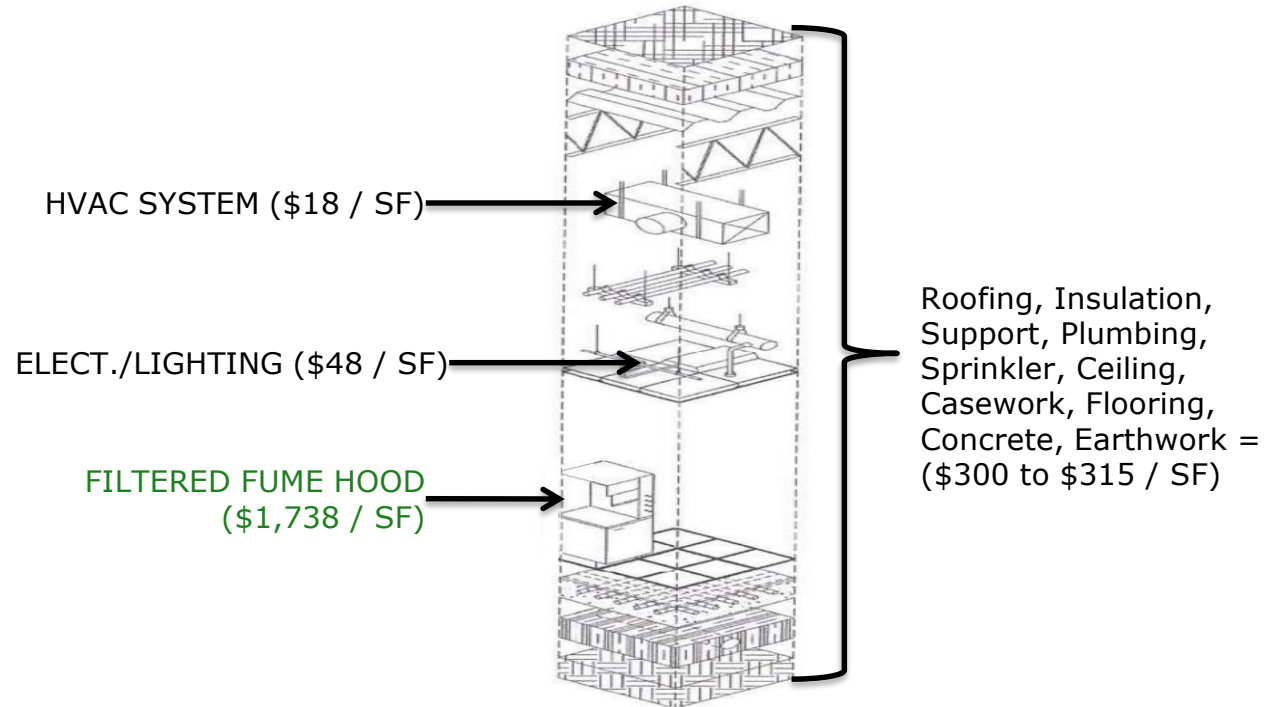 HVAC SYSTEM ($18 / SF)
ELECT./LIGHTING ($48 / SF)
FILTERED FUME HOOD
($1,738 / SF)
Roofing, Insulation,
Support, Plumbing,
Sprinkler, Ceiling,
Casework, Flooring,
Concrete, Earthwork =
($300 to $315 / SF)